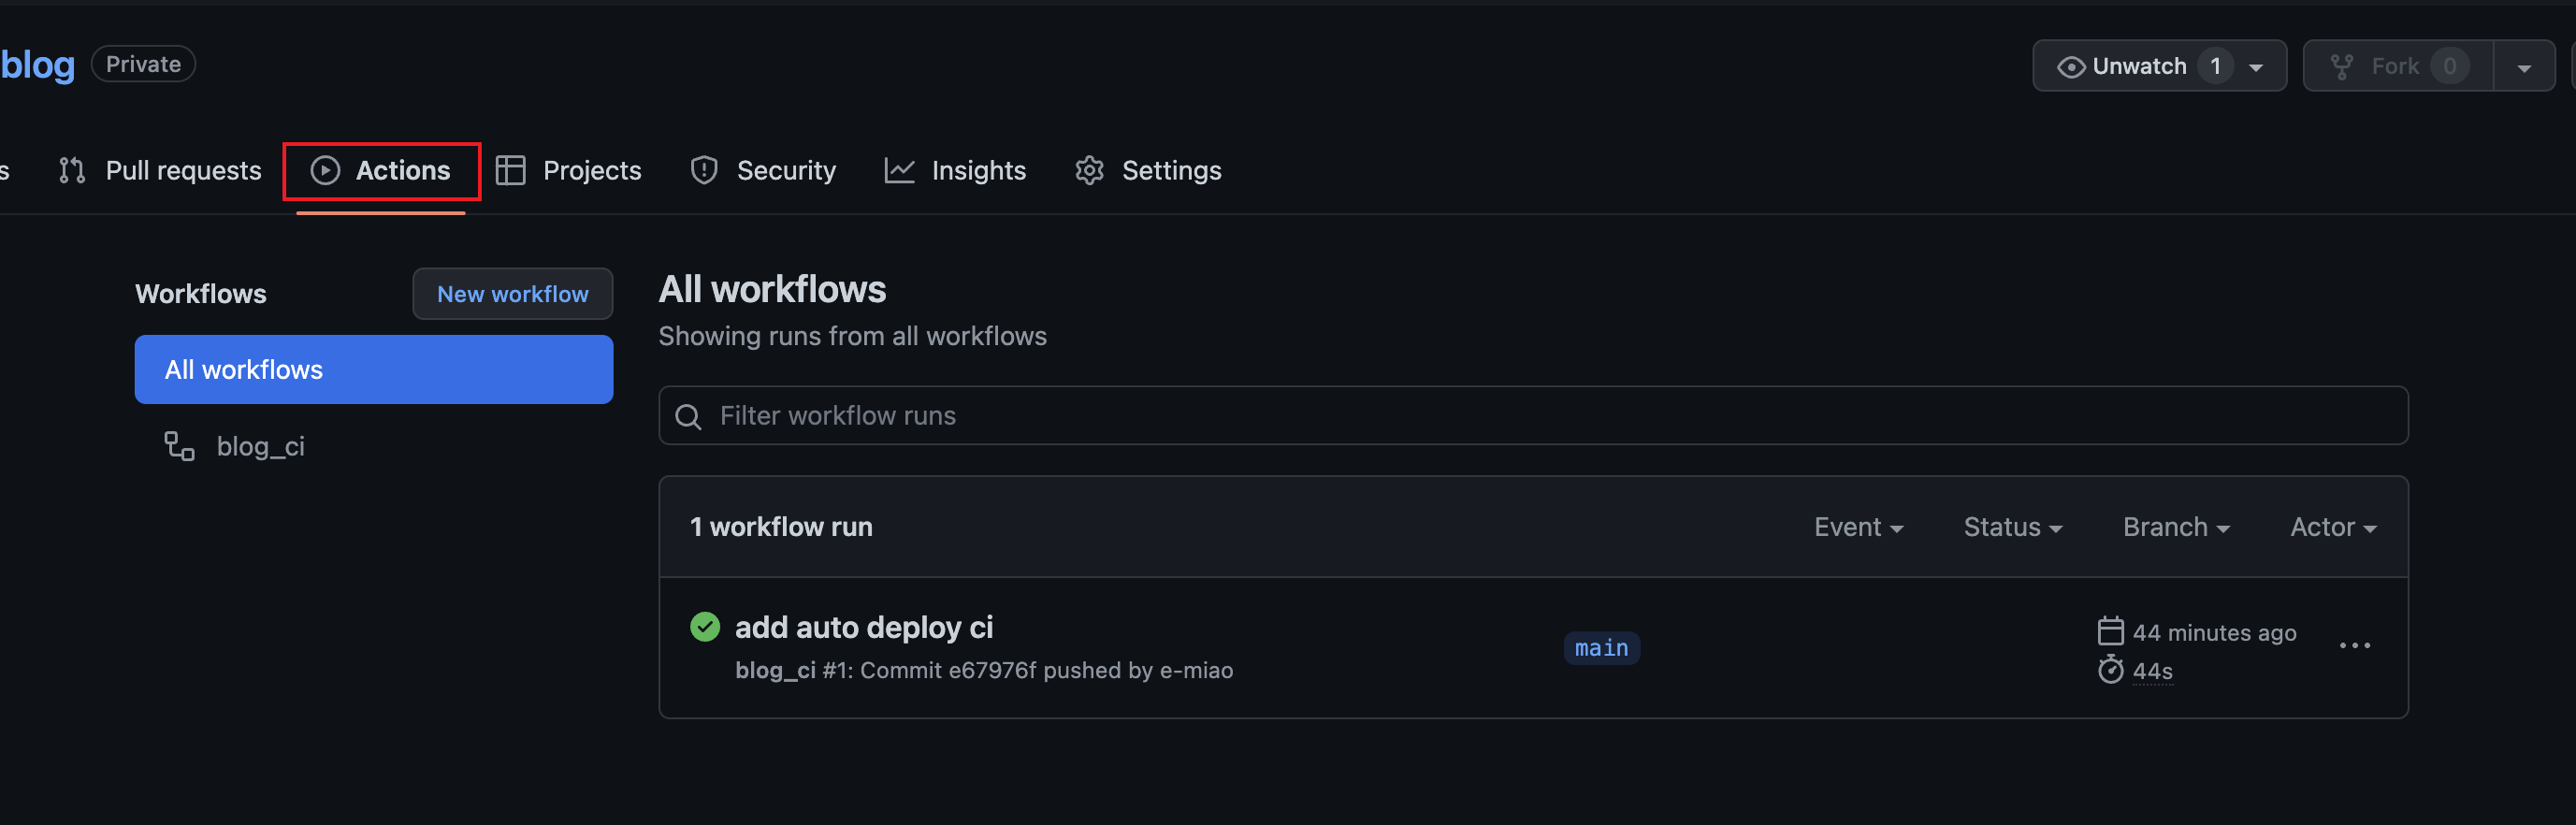 blog Private Unwatch 1 Fork 0
s Pull requests Actions Projects Security Insights Settings
Workflows New workflow
All workflows
blog_ci
All workflows
Showing runs from all workflows
Filter workflow runs
1 workflow run Event Status Branch Actor
add auto deploy ci
blog_ci #1: Commit e67976f pushed by e-miao
main
44 minutes ago
44s